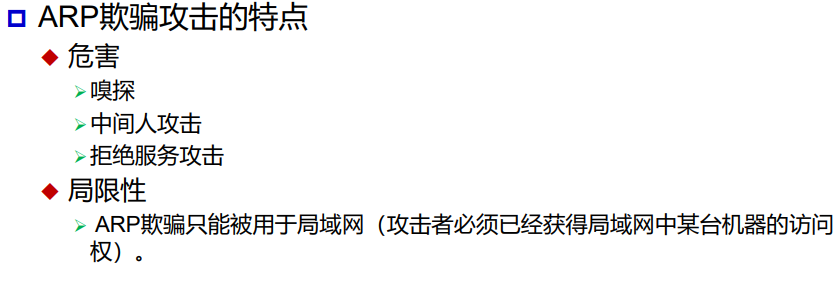 ARP欺骗攻击的特点
危害
嗅探
中间人攻击
拒绝服务攻击
局限性
ARP欺骗只能被用于局域网（攻击者必须已经获得局域网中某台机器的访问
权）。